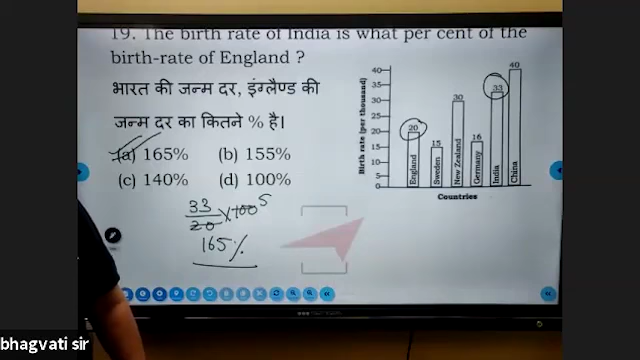 19. The birth rate of India is what per cent of the
birth-rate of England ?
भारत की जन्म दर, इंग्लैण्ड की
जन्म दर का कितने % है।
(a) 165% (b) 155%
(c) 140% (d) 100%
33/20 × 100 5
165%
Birth rate (per thousand)
40
35
30
25
20
15
10
5
0
20 England
15 Sweden
30 New Zealand
16 Germany
33 India
40 China
Countries
bhagvati sir